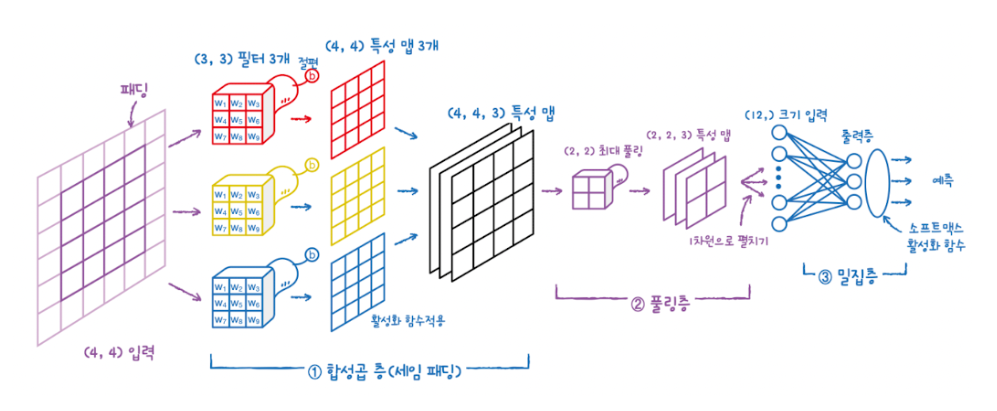 패딩
(4, 4) 입력
(3, 3) 필터 3개
절편
b
w₁ w₂ w₃
w₄ w₅ w₆
w₇ w₈ w₉
b
w₁ w₂ w₃
w₄ w₅ w₆
w₇ w₈ w₉
b
w₁ w₂ w₃
w₄ w₅ w₆
w₇ w₈ w₉
(4, 4) 특성 맵 3개
활성화 함수적용
(4, 4, 3) 특성 맵
① 합성곱 층(세임 패딩)
(2, 2) 최대 풀링
(2, 2, 3) 특성 맵
1차원으로 펼치기
② 풀링층
(12,) 크기 입력
출력층
예측
소프트맥스
활성화 함수
③ 밀집층